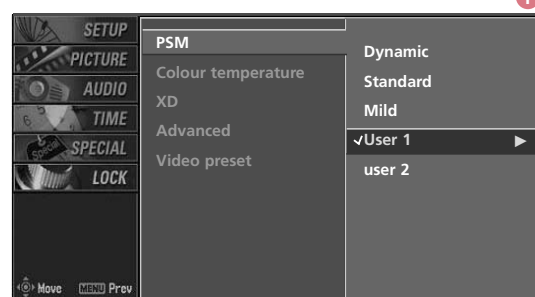 SETUP
PICTURE
AUDIO
TIME
SPECIAL
LOCK
Move MENU Prev
PSM
Colour temperature
XD
Advanced
Video preset
Dynamic
Standard
Mild
✓User 1 ▶
user 2